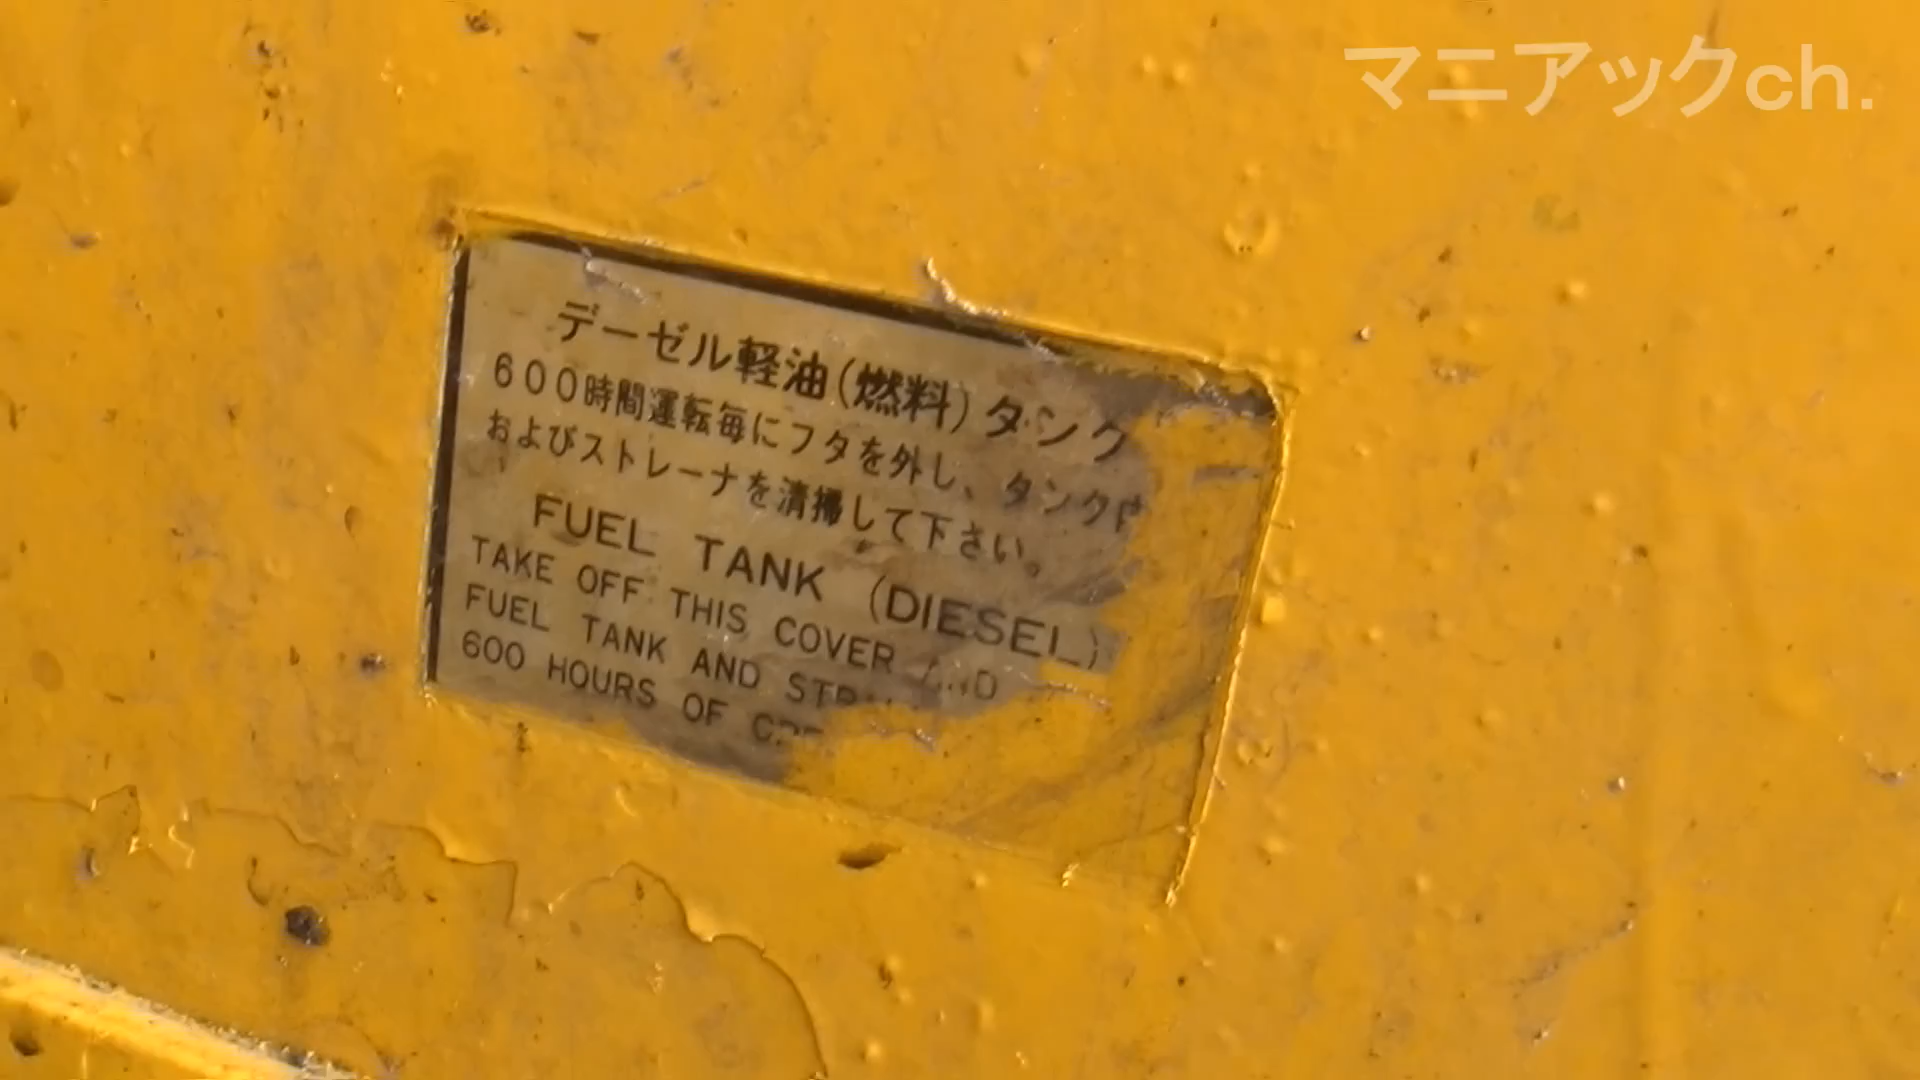 マニアックch.
デーゼル軽油(燃料)タンク
600時間運転毎にフタを外し、タンク
およびストレーナを清掃して下さい。
FUEL TANK (DIESEL)
TAKE OFF THIS COVER AND
FUEL TANK AND
600 HOURS OF